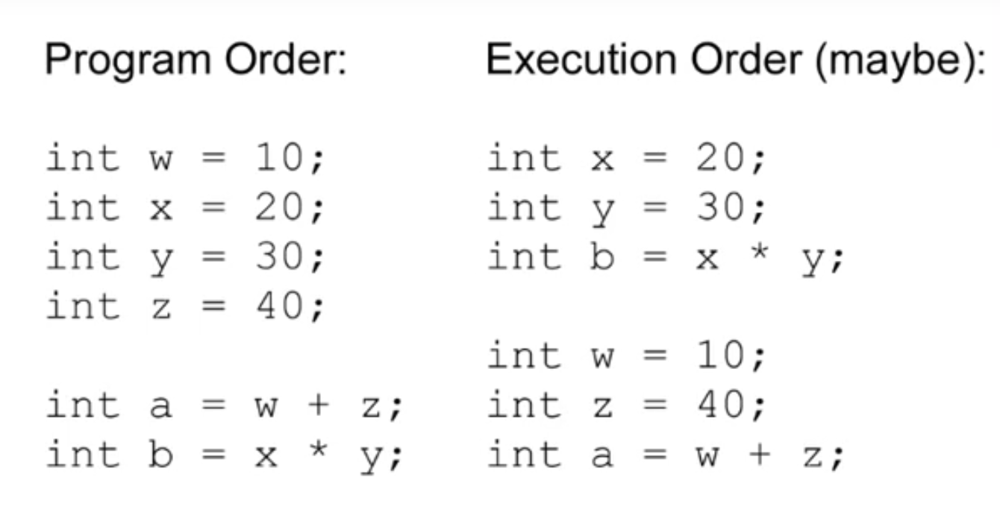 Program Order:
int w = 10;
int x = 20;
int y = 30;
int z = 40;
int a = w + z;
int b = x * y;
Execution Order (maybe):
int x = 20;
int y = 30;
int b = x * y;
int w = 10;
int z = 40;
int a = w + z;